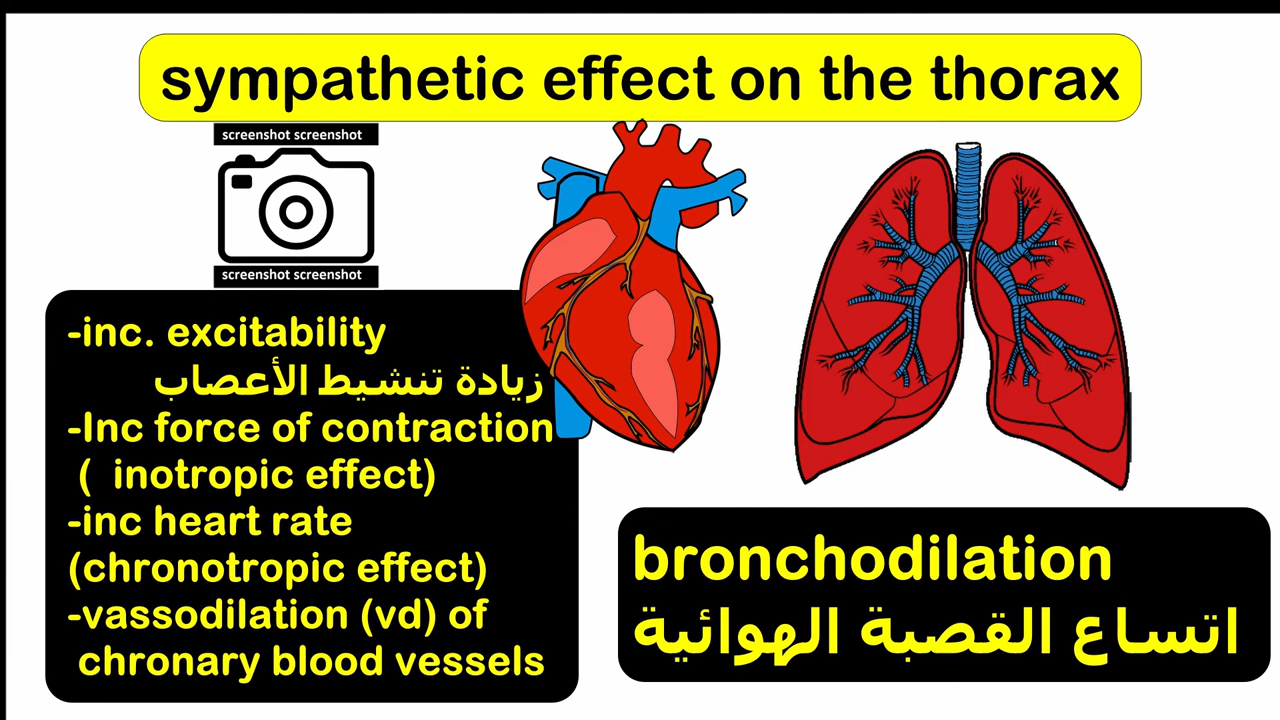 sympathetic effect on the thorax
screenshot screenshot
screenshot screenshot
-inc. excitability
زيادة تنشيط الأعصاب
-Inc force of contraction
(  inotropic effect)
-inc heart rate
(chronotropic effect)
-vassodilation (vd) of
chronary blood vessels
bronchodilation
اتساع القصبة الهوائية